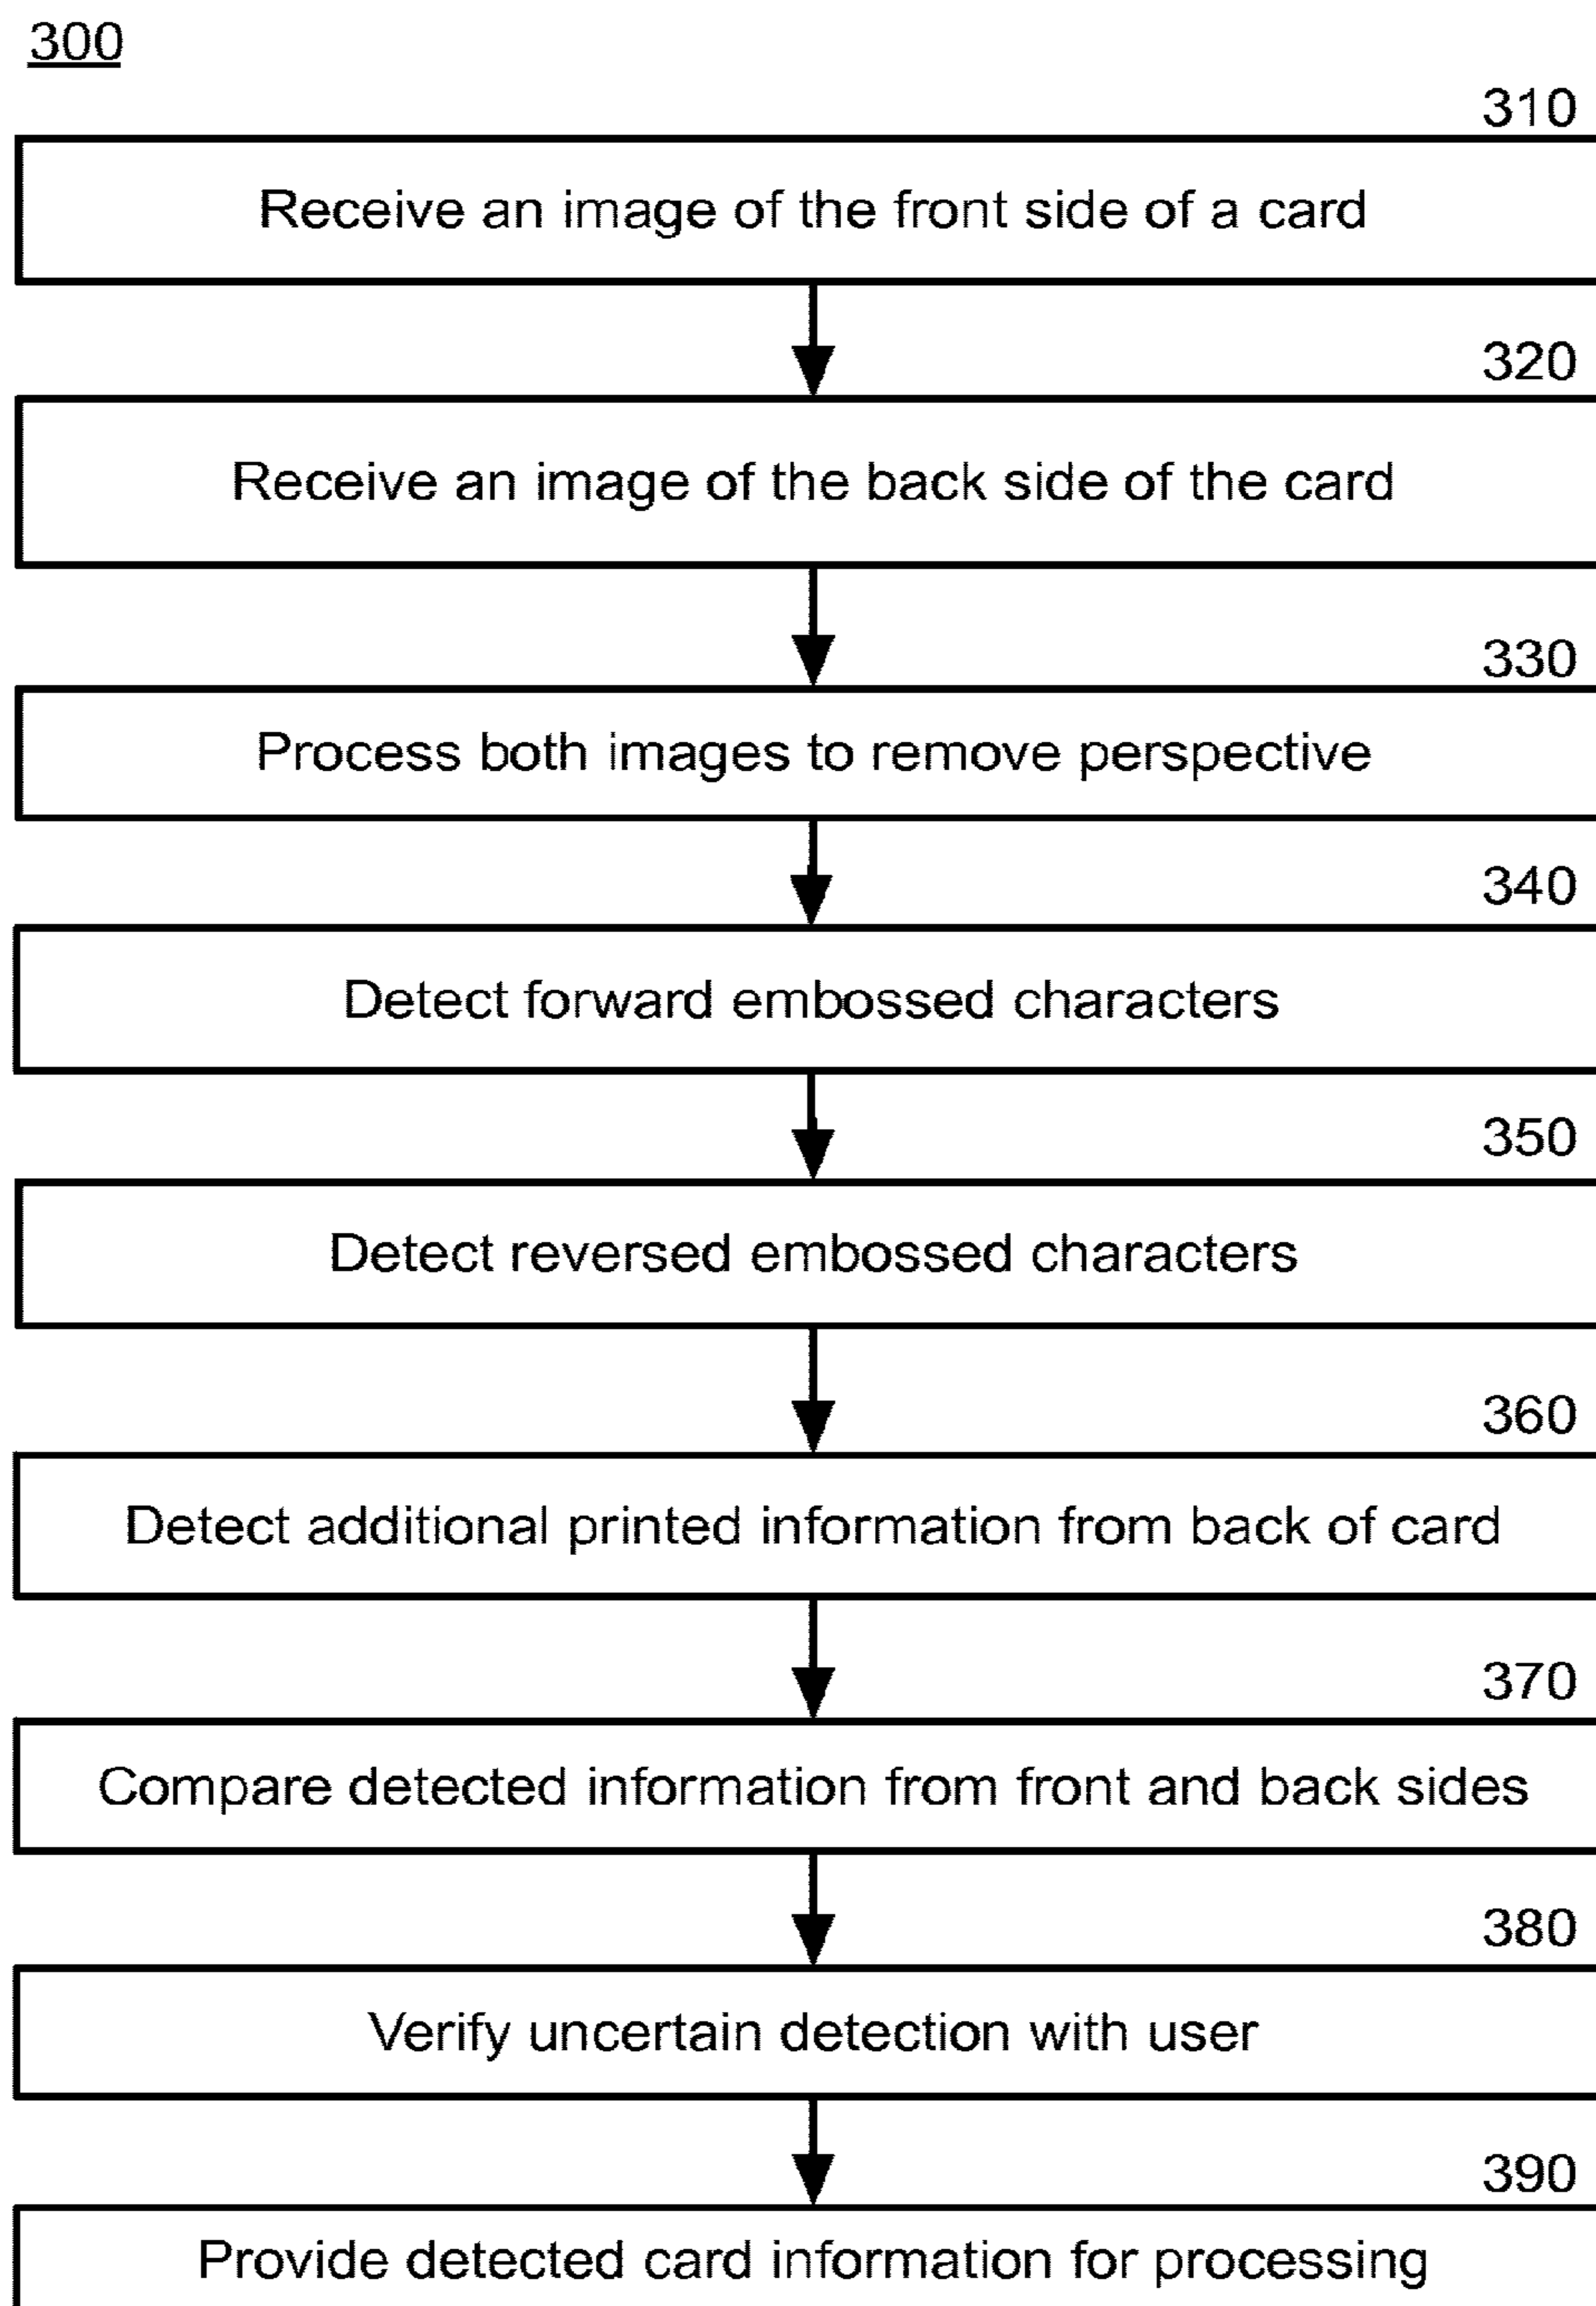 300
310
Receive an image of the front side of a card
320
Receive an image of the back side of the card
330
Process both images to remove perspective
340
Detect forward embossed characters
350
Detect reversed embossed characters
360
Detect additional printed information from back of card
370
Compare detected information from front and back sides
380
Verify uncertain detection with user
390
Provide detected card information for processing